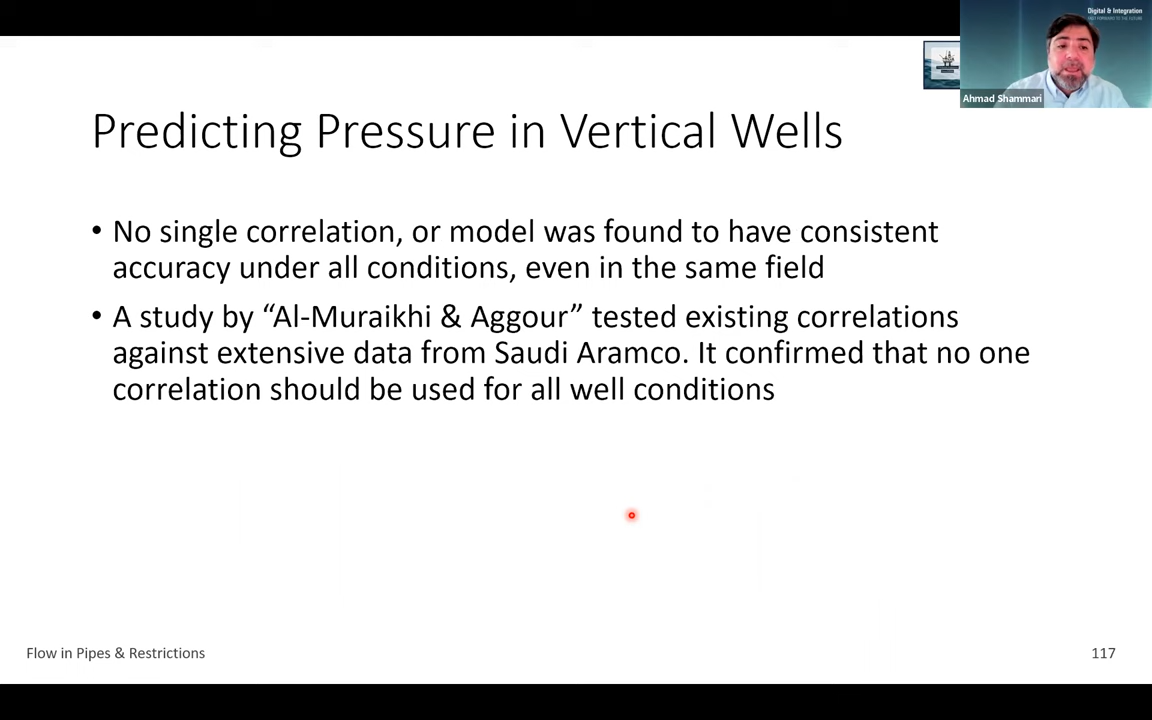 Digital & Integration
Ahmad Shammari
Predicting Pressure in Vertical Wells
• No single correlation, or model was found to have consistent
accuracy under all conditions, even in the same field
• A study by “Al-Muraikhi & Aggour” tested existing correlations
against extensive data from Saudi Aramco. It confirmed that no one
correlation should be used for all well conditions
Flow in Pipes & Restrictions
117